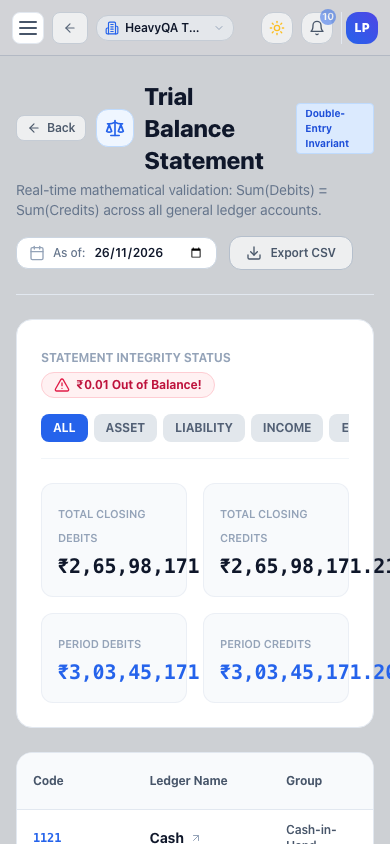 HeavyQA T...
10
LP
Back
Trial
Balance
Statement
Double-
Entry
Invariant
Real-time mathematical validation: Sum(Debits) =
Sum(Credits) across all general ledger accounts.
As of: 26/11/2026
Export CSV
STATEMENT INTEGRITY STATUS
₹0.01 Out of Balance!
ALL ASSET LIABILITY INCOME E
TOTAL CLOSING
DEBITS
₹2,65,98,171
TOTAL CLOSING
CREDITS
₹2,65,98,171.21
PERIOD DEBITS
₹3,03,45,171
PERIOD CREDITS
₹3,03,45,171.20
Code Ledger Name Group
1121 Cash Cash-in-
Hand